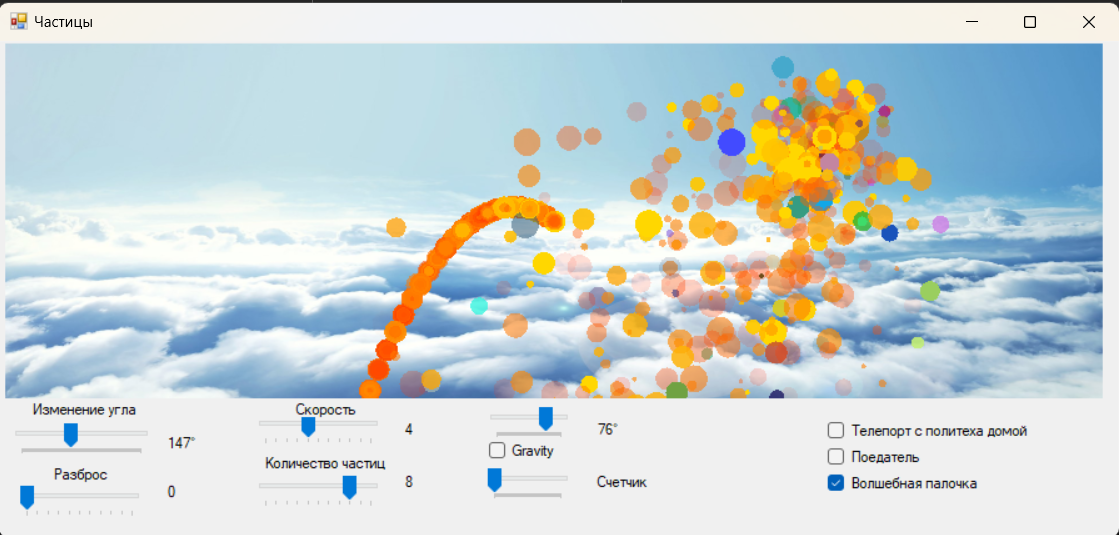 Частицы
Изменение угла
147°
Разброс
0
Скорость
4
Количество частиц
8
76°
Gravity
Счетчик
Телепорт с политеха домой
Поедатель
Волшебная палочка